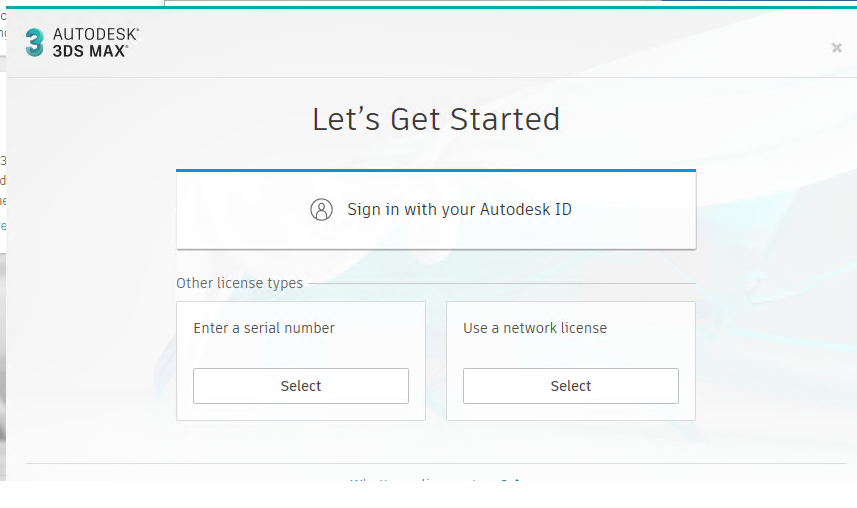 AUTODESK®
3DS MAX®
×
Let's Get Started
Sign in with your Autodesk ID
Other license types
Enter a serial number
Use a network license
Select
Select